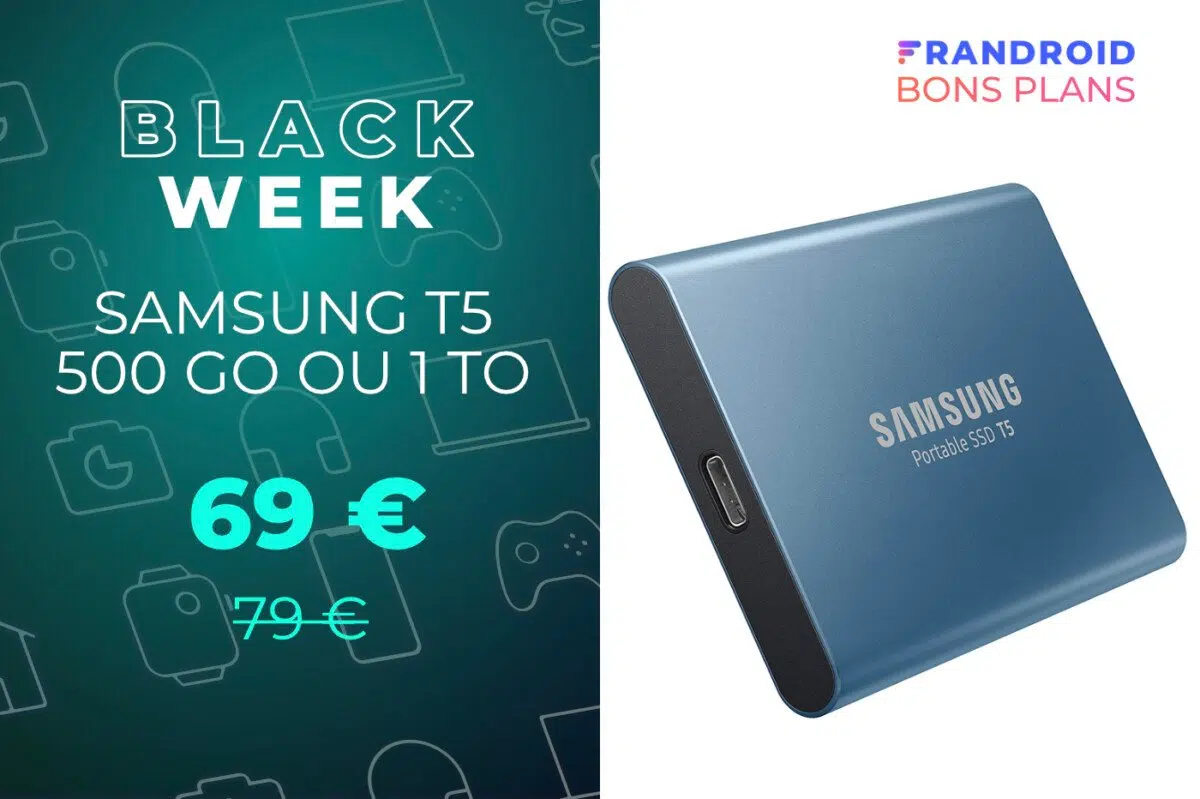 BLACK
WEEK
SAMSUNG T5
500 GO OU 1 TO
69 €
79 €
FRANDROID
BONS PLANS
SAMSUNG
Portable SSD T5